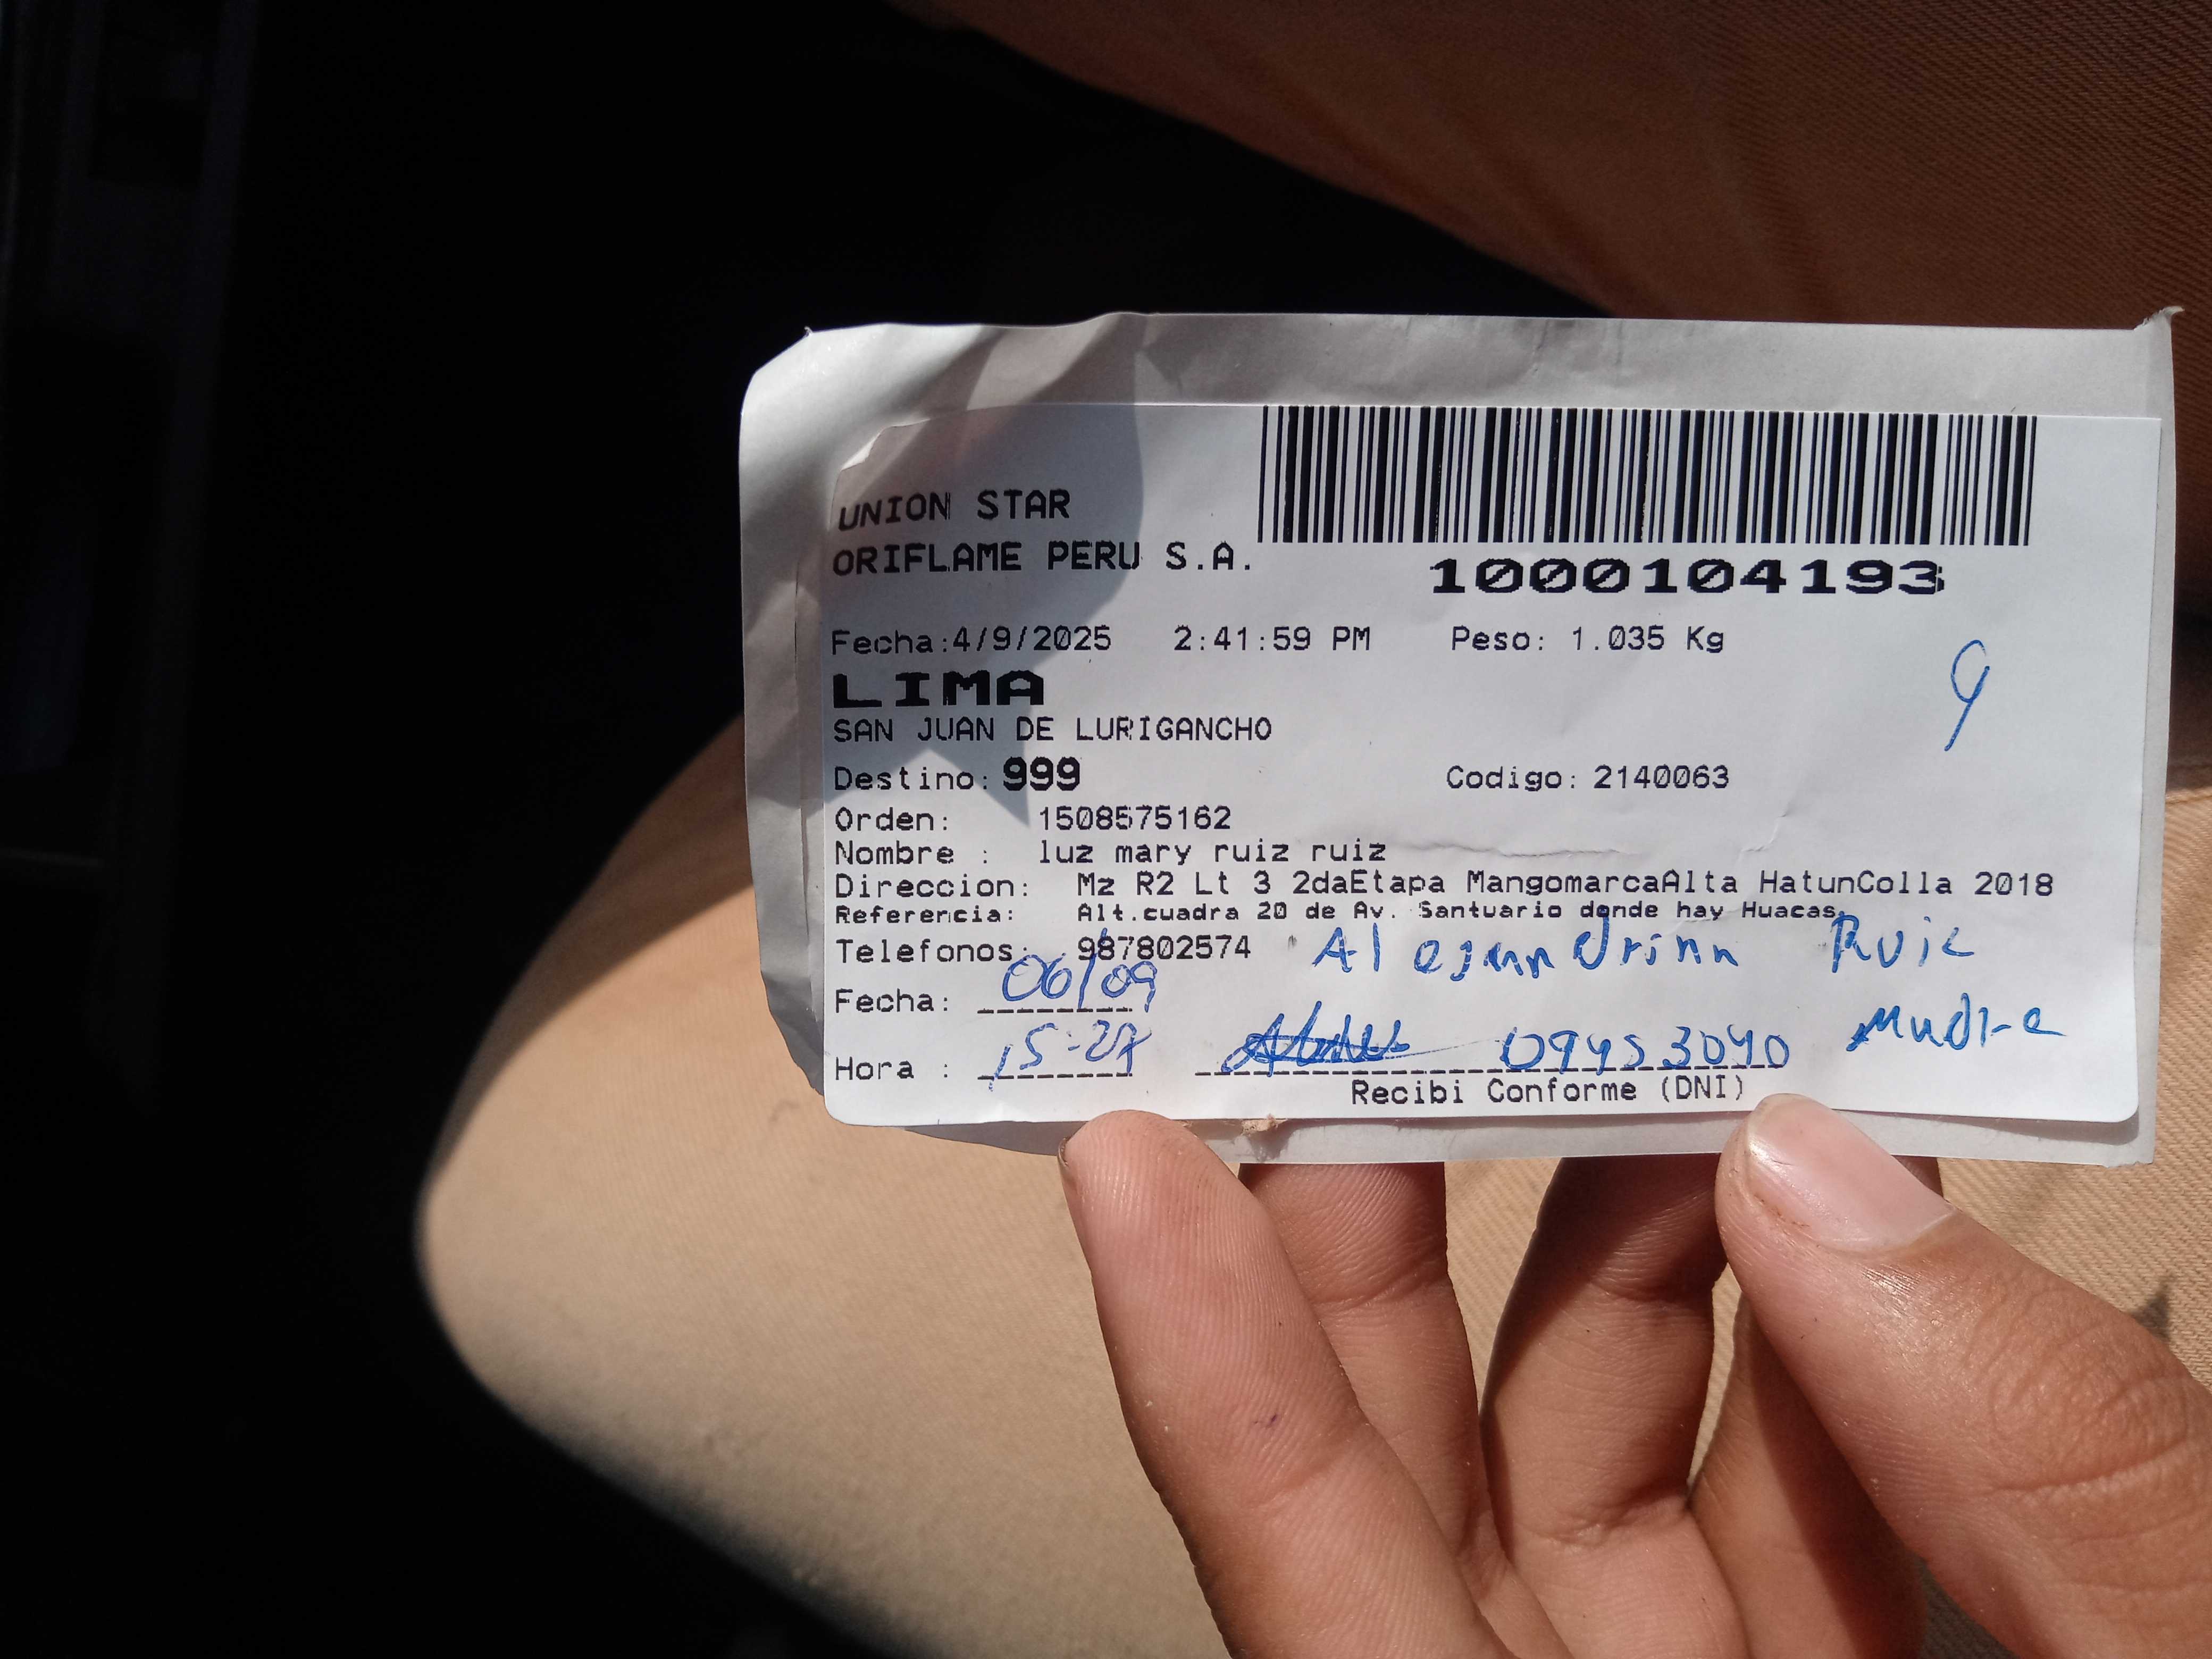 UNION STAR
ORIFLAME PERU S.A.
1000104193
Fecha:4/9/2025 2:41:59 PM Peso: 1.035 Kg
LIMA
9
SAN JUAN DE LURIGANCHO
Destino: 999 Codigo: 2140063
Orden: 1508575162
Nombre : luz mary ruiz ruiz
Direccion: Mz R2 Lt 3 2daEtapa MangomarcaAlta HatunColla 2018
Referencia: Alt.cuadra 20 de Av. Santuario donde hay Huacas.
Telefonos: 987802574 Alejandrina Ruiz
Fecha: 06/09 Madre
Hora : 15-27 09453040
Recibi Conforme (DNI)